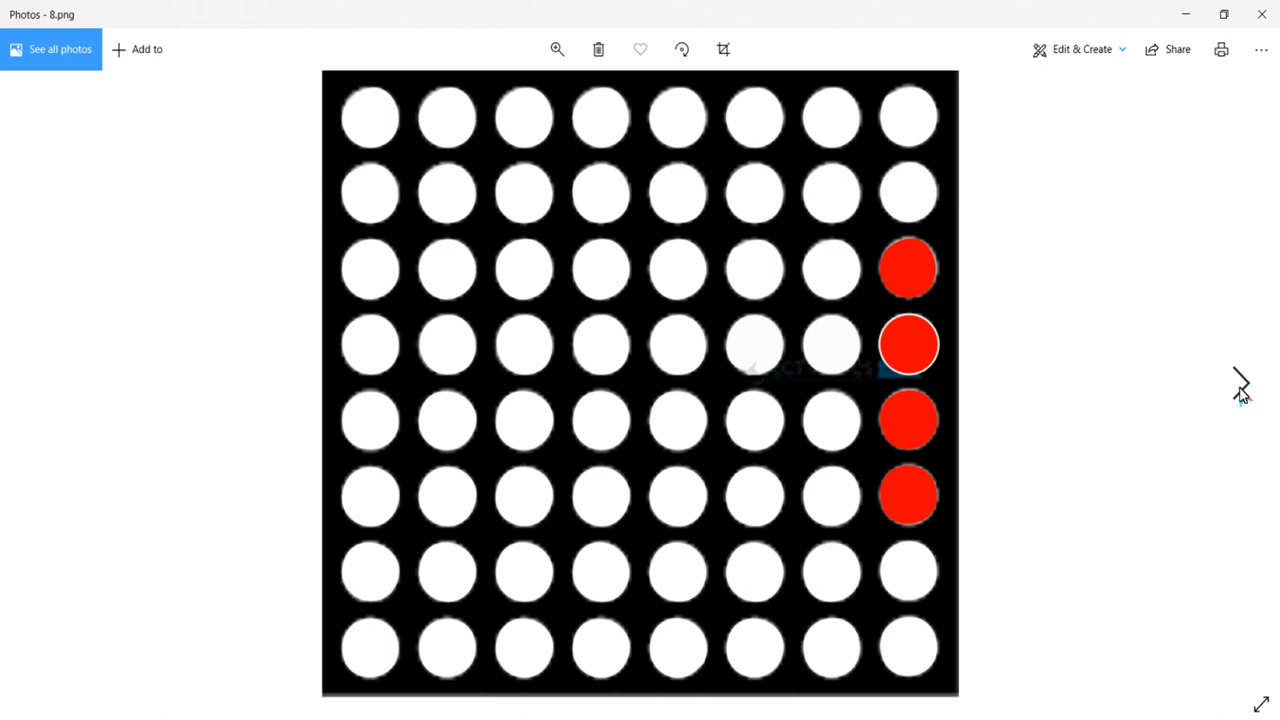 Photos - 8.png
See all photos
Add to
Edit & Create
Share